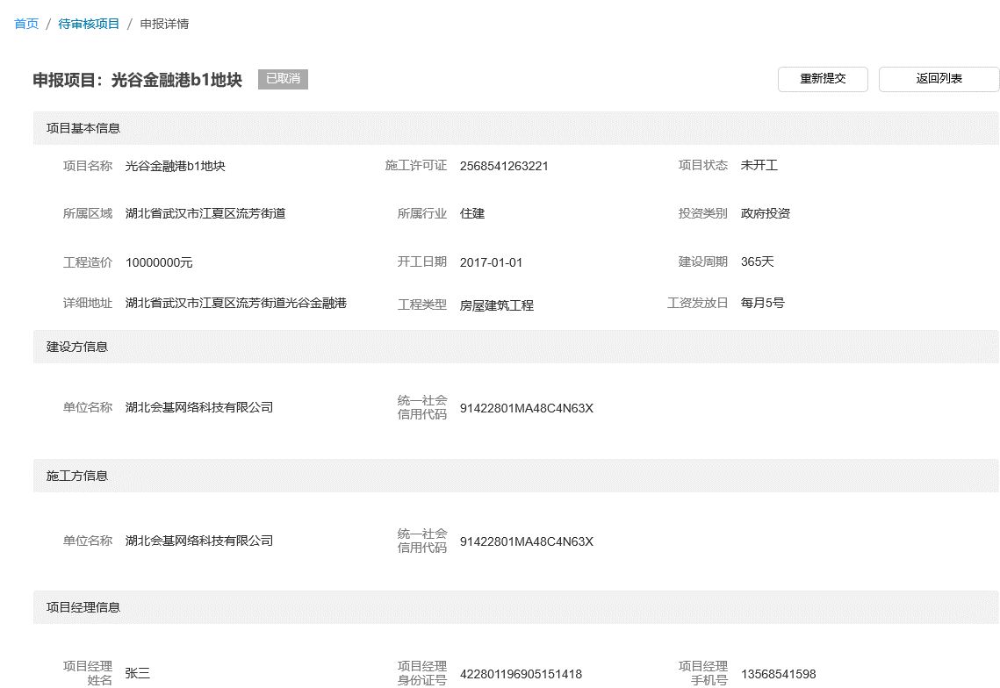 首页 / 待审核项目 / 申报详情
申报项目：光谷金融港b1地块 已取消 重新提交 返回列表
项目基本信息
项目名称 光谷金融港b1地块 施工许可证 2568541263221 项目状态 未开工
所属区域 湖北省武汉市江夏区流芳街道 所属行业 住建 投资类别 政府投资
工程造价 10000000元 开工日期 2017-01-01 建设周期 365天
详细地址 湖北省武汉市江夏区流芳街道光谷金融港 工程类型 房屋建筑工程 工资发放日 每月5号
建设方信息
单位名称 湖北会基网络科技有限公司 统一社会
信用代码 91422801MA48C4N63X
施工方信息
单位名称 湖北会基网络科技有限公司 统一社会
信用代码 91422801MA48C4N63X
项目经理信息
项目经理
姓名 张三 项目经理
身份证号 422801196905151418 项目经理
手机号 13568541598